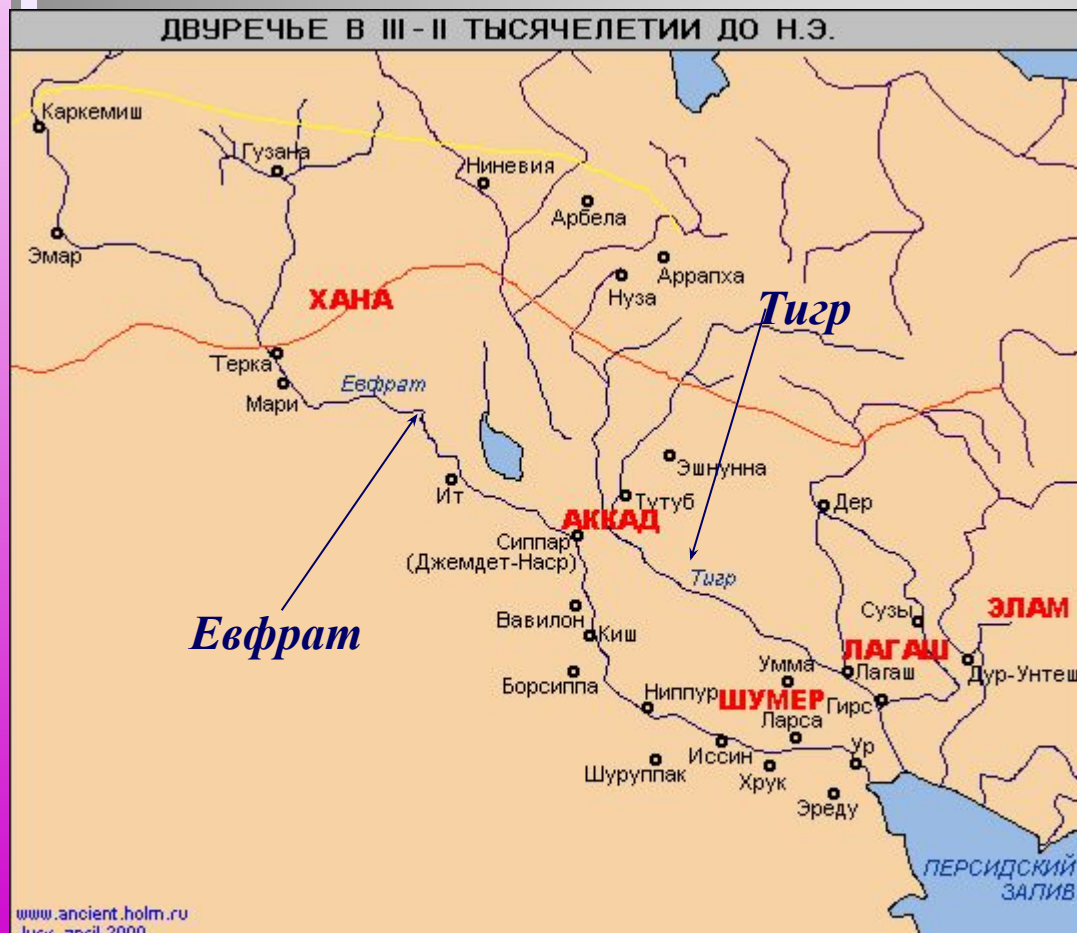 ДВУРЕЧЬЕ В III - II ТЫСЯЧЕЛЕТИИ ДО Н.Э.
Каркемиш
Гузана
Ниневия
Арбела
Эмар
Аррапха
Нуза
ХАНА
Тигр
Терка
Евфрат
Мари
Эшнунна
Ит
Тутуб
Дер
АККАД
Сиппар
(Джемдет-Наср)
Тигр
Сузы
ЭЛАМ
Вавилон
Евфрат
Киш
ЛАГАШ
Умма
Лагаш
Дур-Унтеш
Борсиппа
Ниппур
ШУМЕР
Гирс
Ларса
Иссин
Ур
Шуруппак
Хрук
Эреду
ПЕРСИДСКИЙ
ЗАЛИВ
www.ancient.holm.ru